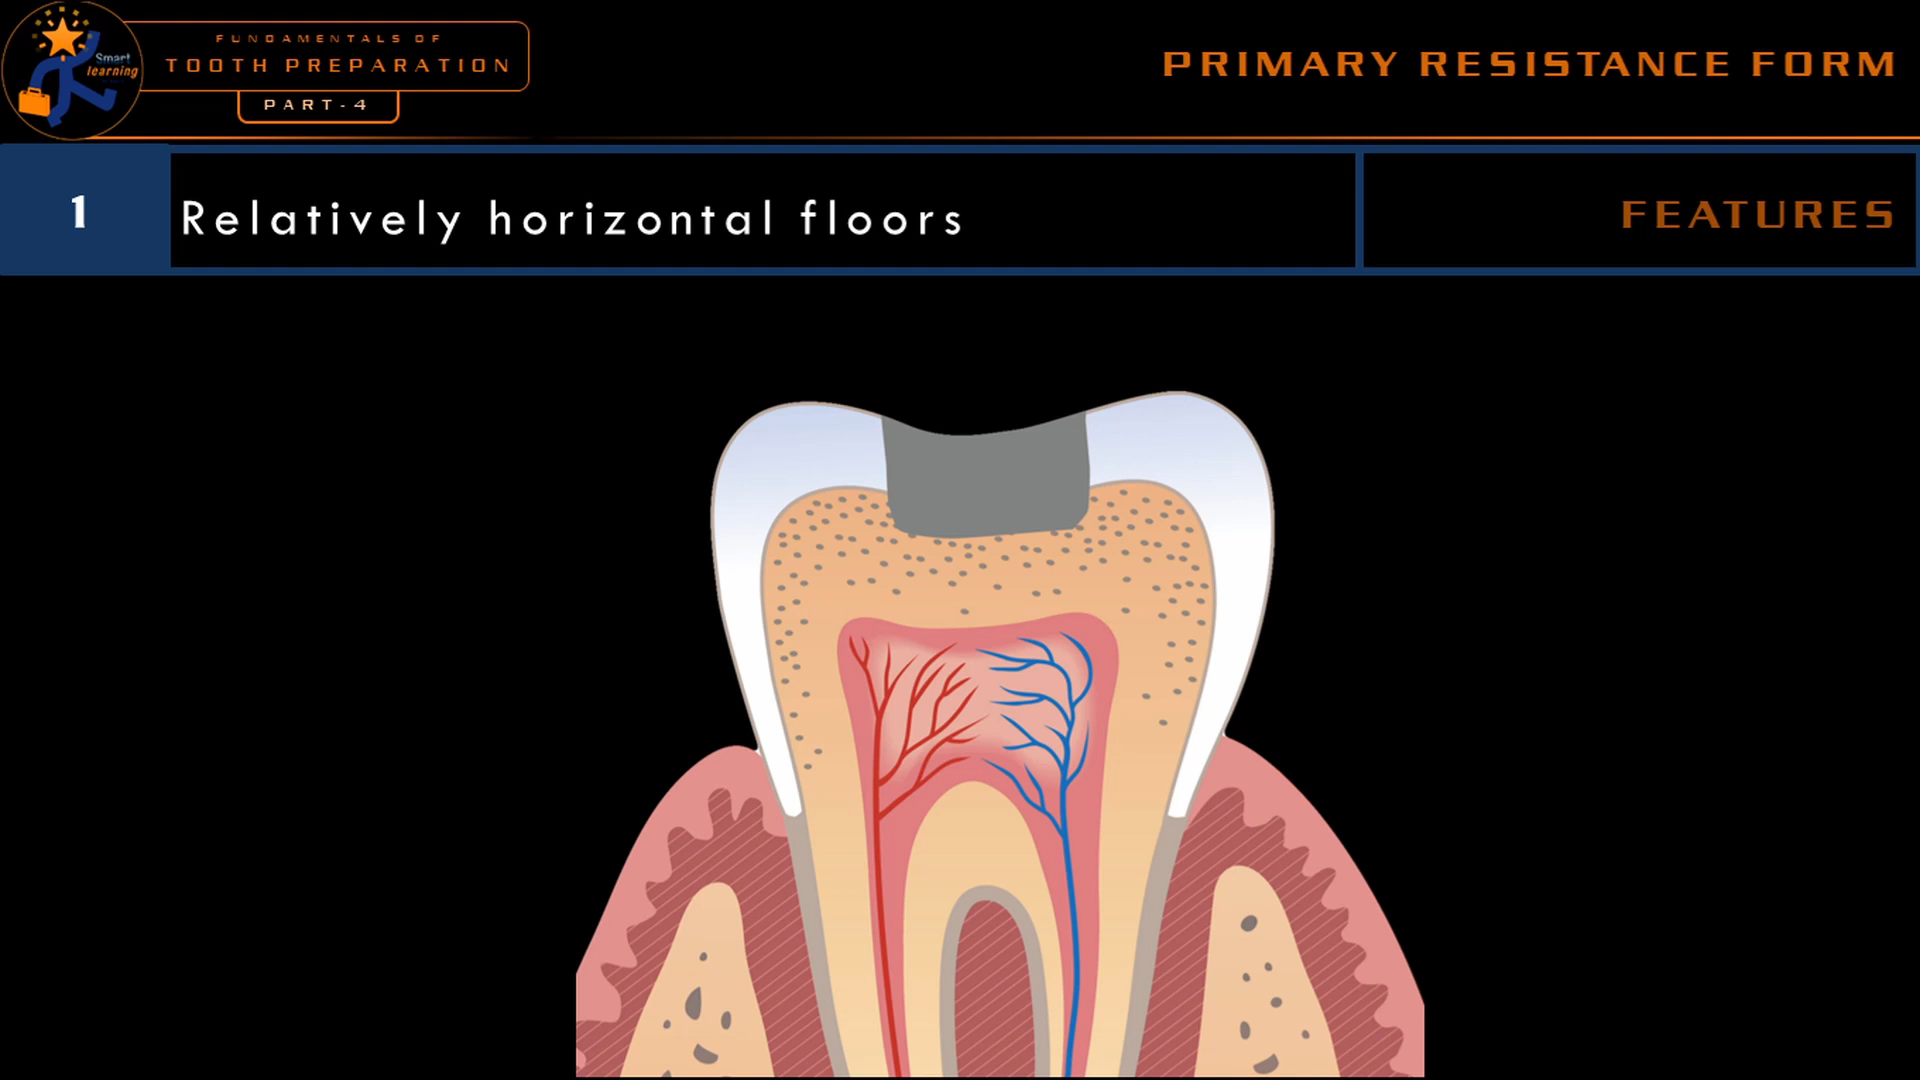 Smart
learning
FUNDAMENTALS OF
TOOTH PREPARATION
PART-4
PRIMARY RESISTANCE FORM
1
Relatively horizontal floors
FEATURES